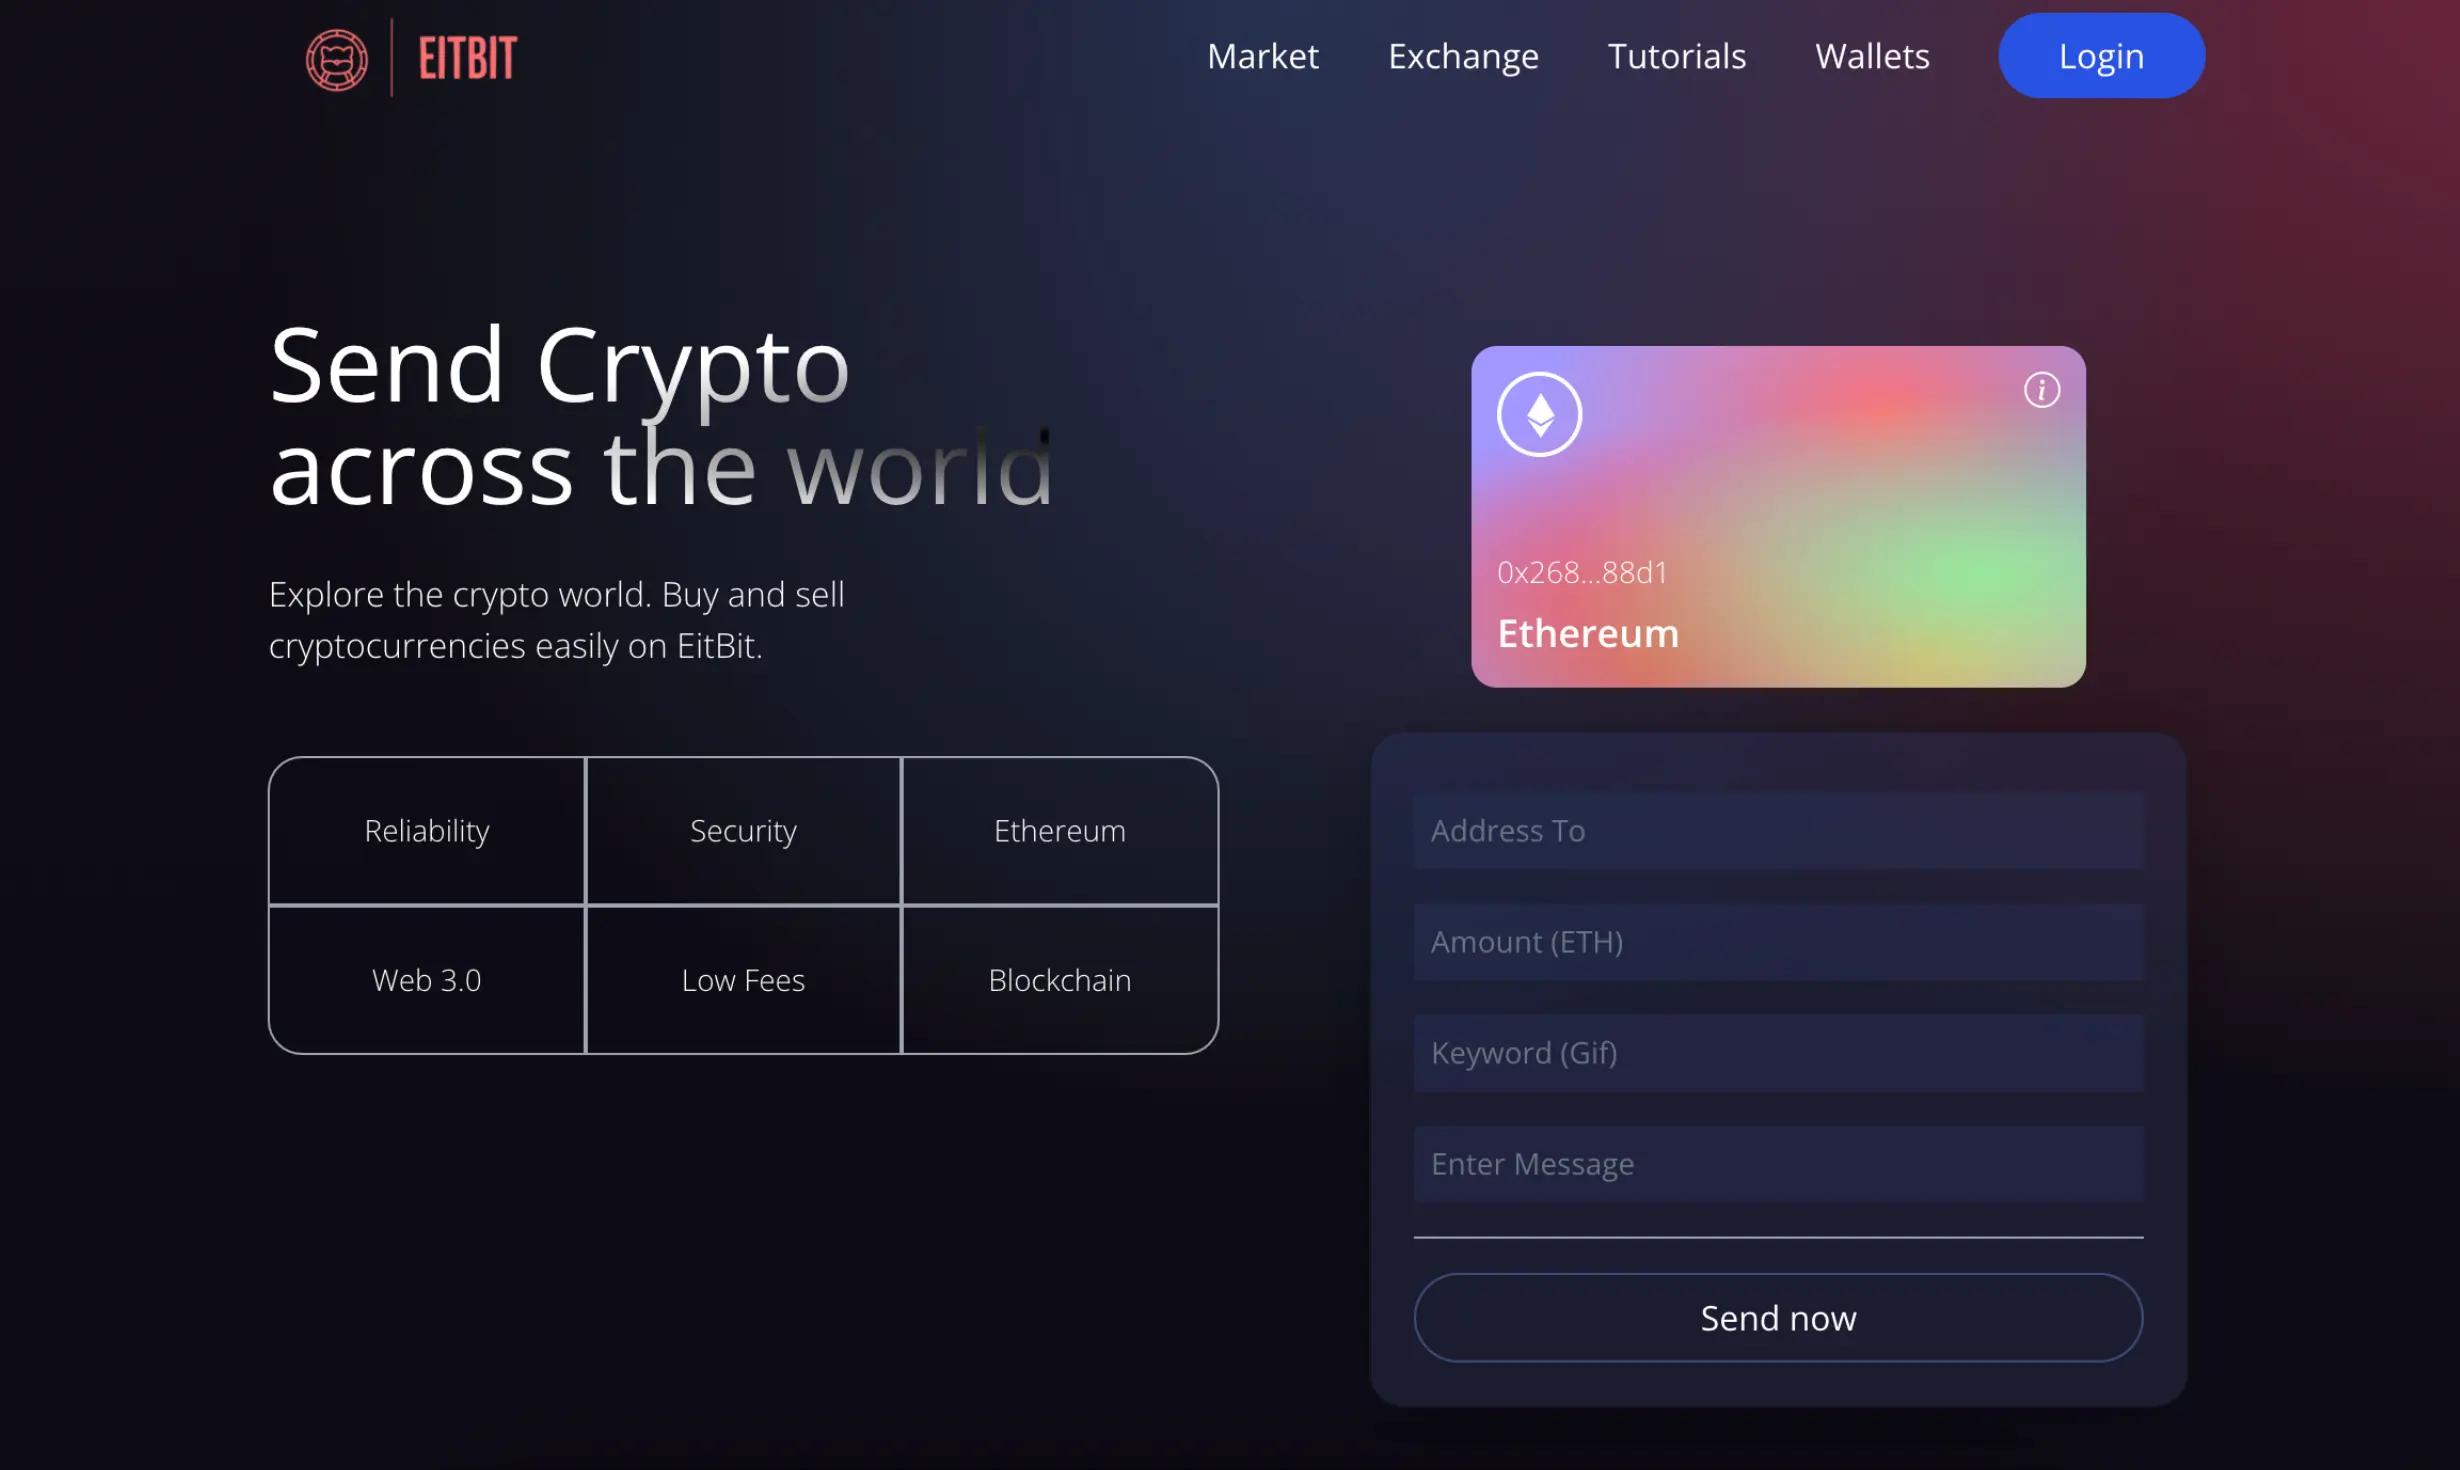 EITBIT
Market
Exchange
Tutorials
Wallets
Login
Send Crypto
across the world
Explore the crypto world. Buy and sell
cryptocurrencies easily on EitBit.
Reliability
Security
Ethereum
Web 3.0
Low Fees
Blockchain
i
0x268...88d1
Ethereum
Address To
Amount (ETH)
Keyword (Gif)
Enter Message
Send now